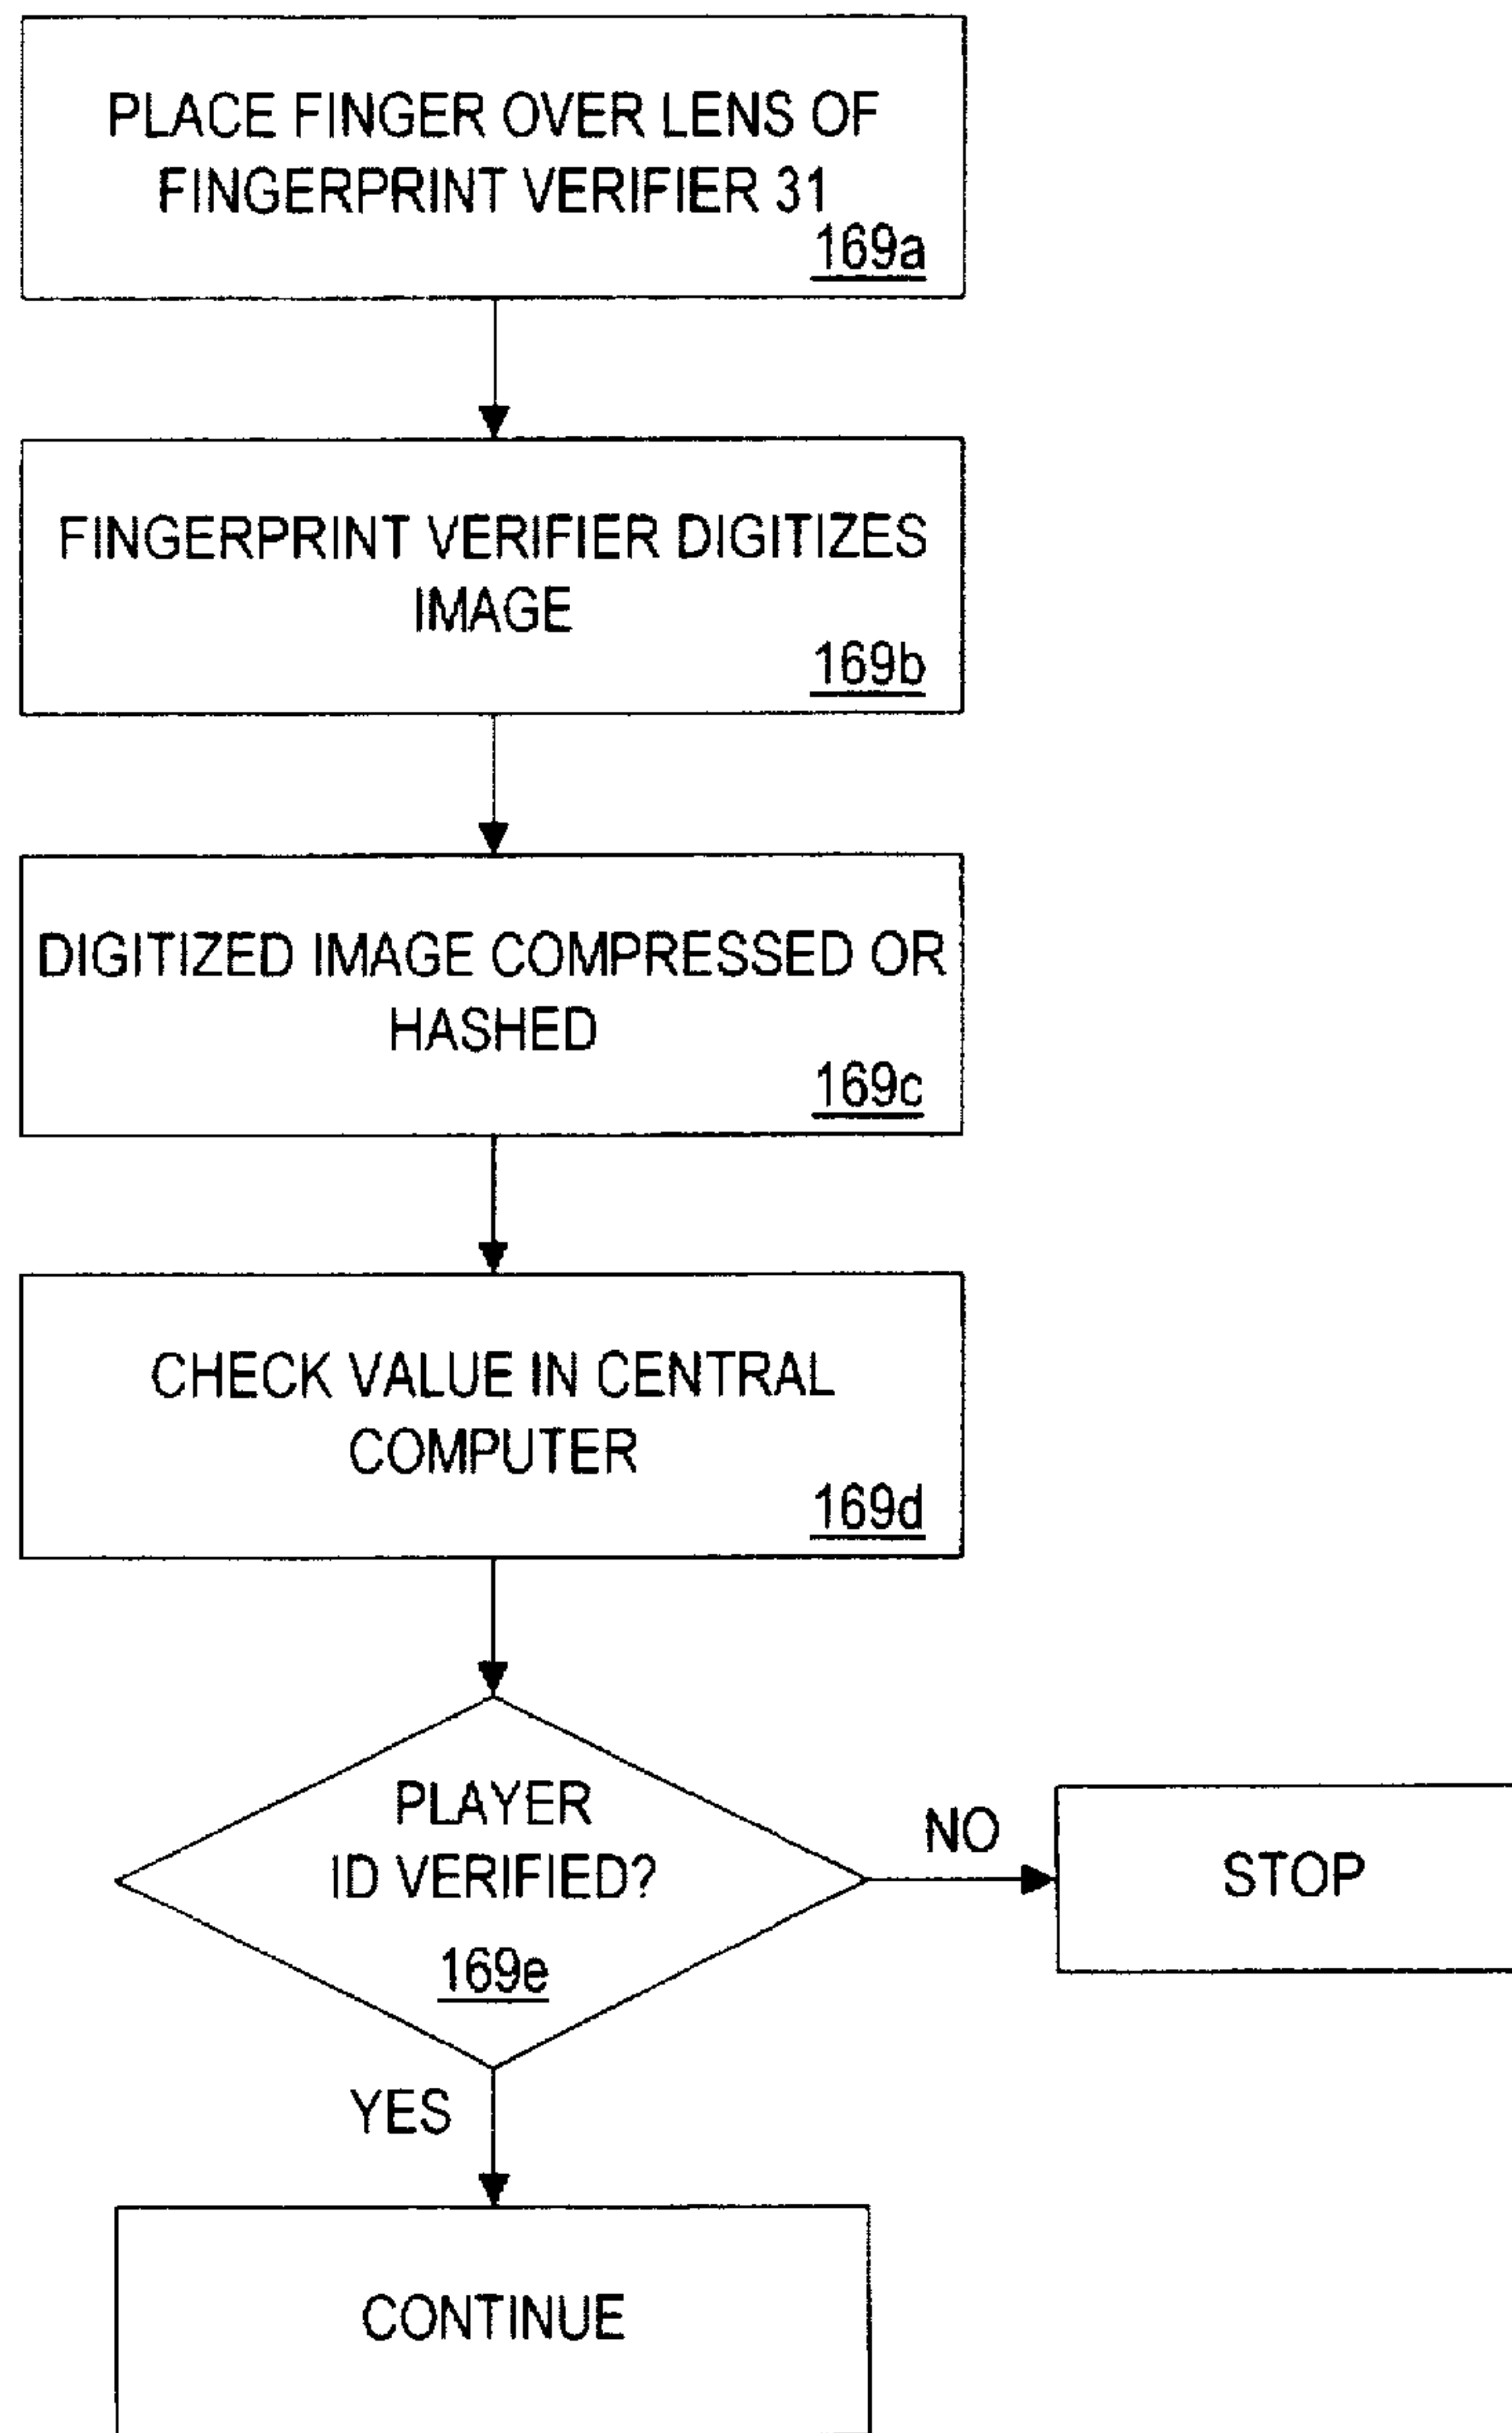 PLACE FINGER OVER LENS OF
FINGERPRINT VERIFIER 31
169a
FINGERPRINT VERIFIER DIGITIZES
IMAGE
169b
DIGITIZED IMAGE COMPRESSED OR
HASHED
169c
CHECK VALUE IN CENTRAL
COMPUTER
169d
PLAYER
ID VERIFIED?
169e
NO
STOP
YES
CONTINUE